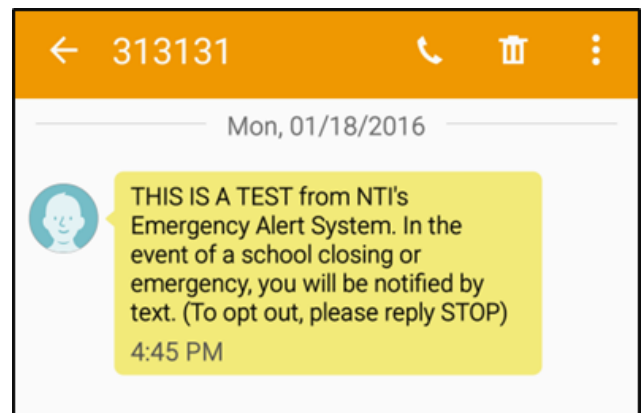 313131
Mon, 01/18/2016
THIS IS A TEST from NTI's
Emergency Alert System. In the
event of a school closing or
emergency, you will be notified by
text. (To opt out, please reply STOP)
4:45 PM